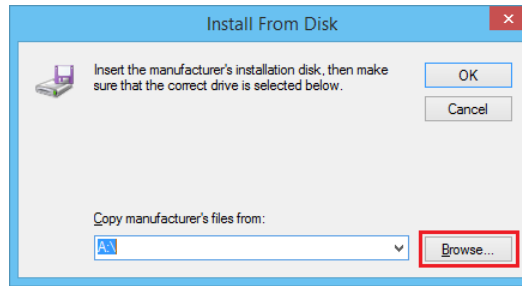 Install From Disk
Insert the manufacturer's installation disk, then make
sure that the correct drive is selected below.
OK
Cancel
Copy manufacturer's files from:
A:\
Browse...